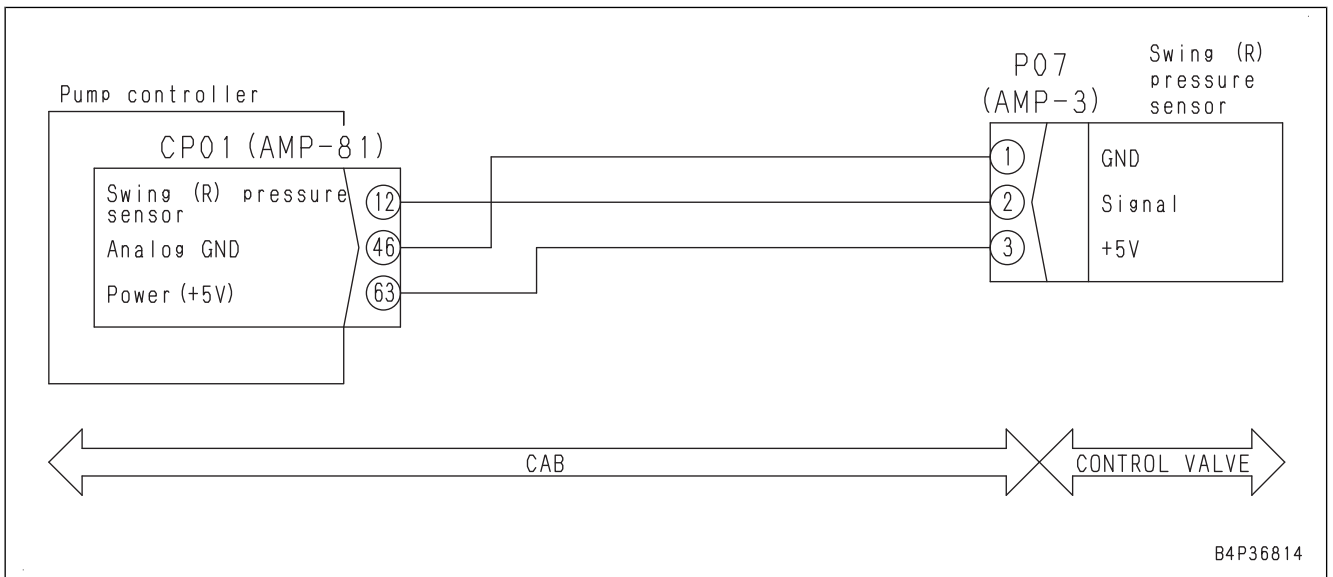 Pump controller
CP01 (AMP-81)
Swing (R) pressure
sensor
12
Analog GND
46
Power (+5V)
63
P07
(AMP-3)
Swing (R)
pressure
sensor
1
GND
2
Signal
3
+5V
CAB
CONTROL VALVE
B4P36814